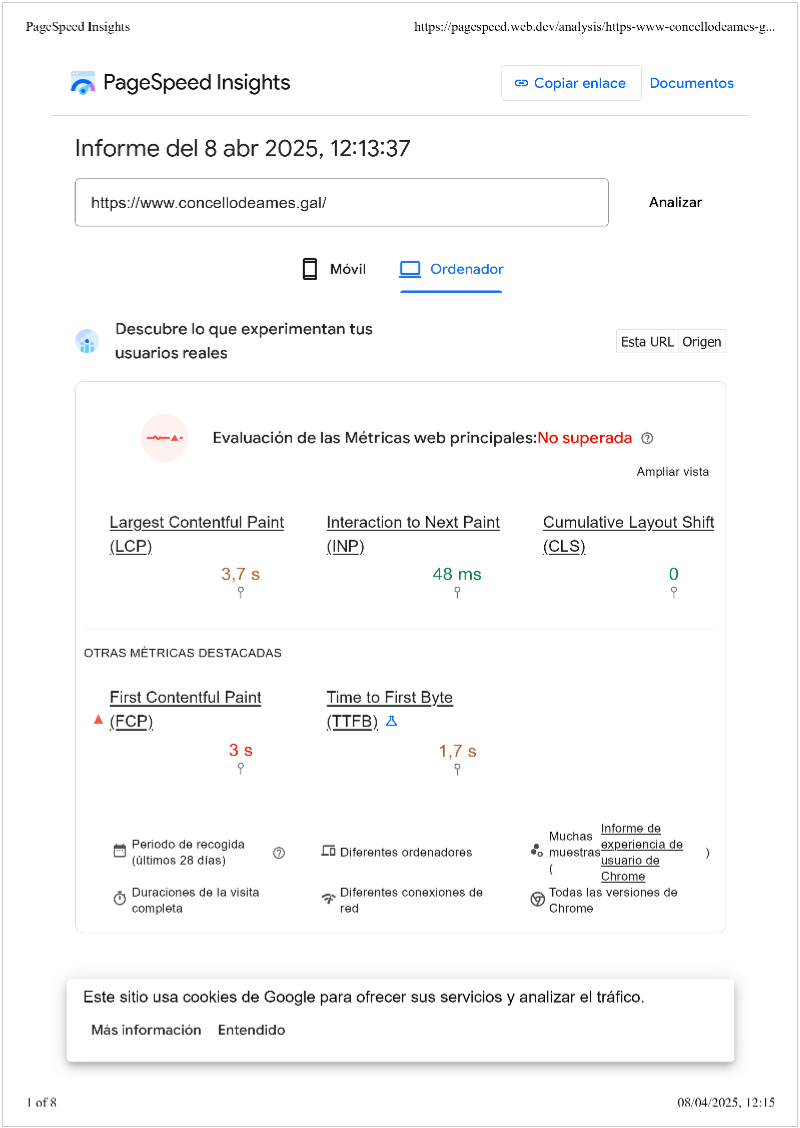 PageSpeed Insights
https://pagespeed.web.dev/analysis/https-www-concellodeames-g...
PageSpeed Insights
Copiar enlace
Documentos
Informe del 8 abr 2025, 12:13:37
https://www.concellodeames.gal/
Analizar
Móvil
Ordenador
Descubre lo que experimentan tus
usuarios reales
Esta URL
Origen
Evaluación de las Métricas web principales:No superada
Ampliar vista
Largest Contentful Paint
(LCP)
3,7 s
Interaction to Next Paint
(INP)
48 ms
Cumulative Layout Shift
(CLS)
0
OTRAS MÉTRICAS DESTACADAS
First Contentful Paint
(FCP)
3 s
Time to First Byte
(TTFB)
1,7 s
Periodo de recogida
(últimos 28 días)
Diferentes ordenadores
Muchas
muestras
(
Informe de
experiencia de
usuario de
Chrome
)
Duraciones de la visita
completa
Diferentes conexiones de
red
Todas las versiones de
Chrome
Este sitio usa cookies de Google para ofrecer sus servicios y analizar el tráfico.
Más información
Entendido
1 of 8
08/04/2025, 12:15